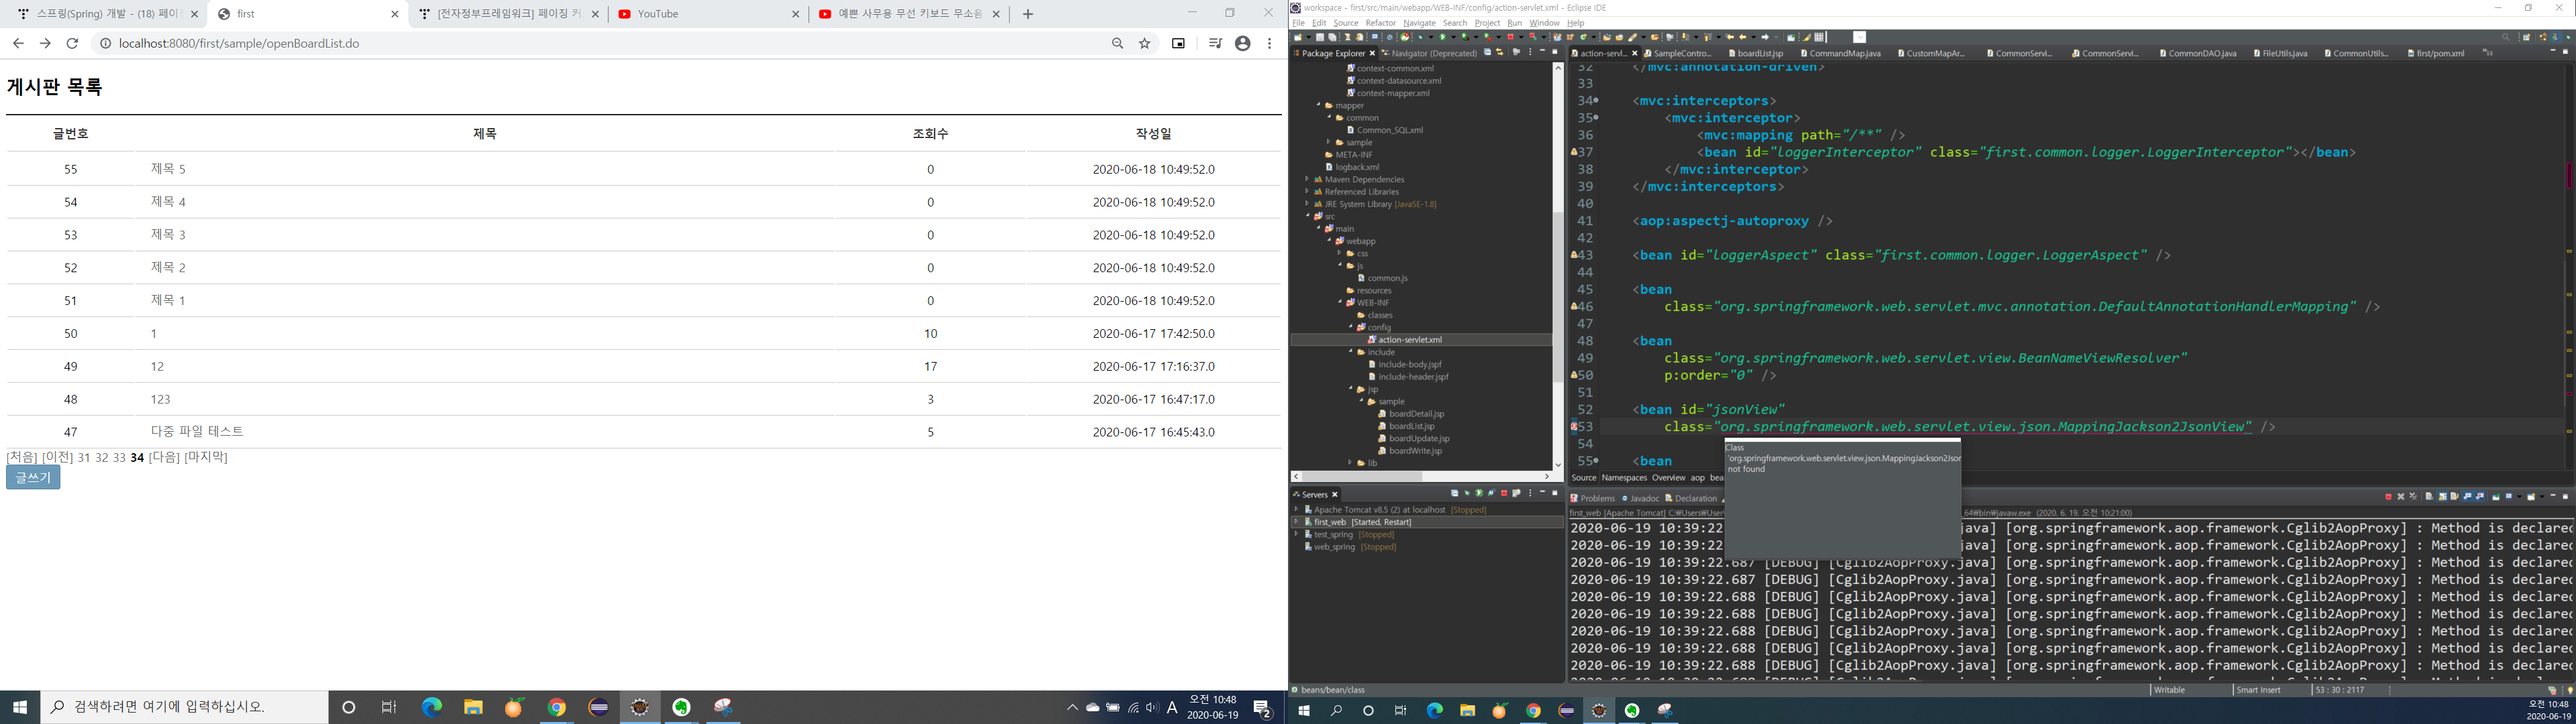 스프링(Spring) 개발 - (18) 페이징
first
[전자정부프레임워크] 페이징 커
YouTube
예쁜 사무용 무선 키보드 무소음
localhost:8080/first/sample/openBoardList.do
게시판 목록
글번호 제목 조회수 작성일
55 제목 5 0 2020-06-18 10:49:52.0
54 제목 4 0 2020-06-18 10:49:52.0
53 제목 3 0 2020-06-18 10:49:52.0
52 제목 2 0 2020-06-18 10:49:52.0
51 제목 1 0 2020-06-18 10:49:52.0
50 1 10 2020-06-17 17:42:50.0
49 12 17 2020-06-17 17:16:37.0
48 123 3 2020-06-17 16:47:17.0
47 다중 파일 테스트 5 2020-06-17 16:45:43.0
[처음] [이전] 31 32 33 34 [다음] [마지막]
글쓰기
검색하려면 여기에 입력하십시오.
A
오전 10:48
2020-06-19
2
workspace - first/src/main/webapp/WEB-INF/config/action-servlet.xml - Eclipse IDE
File Edit Source Refactor Navigate Search Project Run Window Help
Package Explorer Navigator (Deprecated)
context-common.xml
context-datasource.xml
context-mapper.xml
mapper
common
Common_SQL.xml
sample
META-INF
logback.xml
Maven Dependencies
Referenced Libraries
JRE System Library [JavaSE-1.8]
src
main
webapp
css
js
common.js
resources
WEB-INF
classes
config
action-servlet.xml
include
include-body.jspf
include-header.jspf
jsp
sample
boardDetail.jsp
boardList.jsp
boardUpdate.jsp
boardWrite.jsp
lib
Servers
Apache Tomcat v8.5 (2) at localhost [Stopped]
first_web [Started, Restart]
test_spring [Stopped]
web_spring [Stopped]
beans/bean/class
action-servl... SampleContro... boardList.jsp CommandMap.java CustomMapAr... CommonServi... CommonServi... CommonDAO.java FileUtils.java CommonUtils... first/pom.xml
32 </mvc:annotation-driven>
33
34 <mvc:interceptors>
35 <mvc:interceptor>
36 <mvc:mapping path="/**" />
37 <bean id="loggerInterceptor" class="first.common.logger.LoggerInterceptor"></bean>
38 </mvc:interceptor>
39 </mvc:interceptors>
40
41 <aop:aspectj-autoproxy />
42
43 <bean id="loggerAspect" class="first.common.logger.LoggerAspect" />
44
45 <bean
46 class="org.springframework.web.servlet.mvc.annotation.DefaultAnnotationHandlerMapping" />
47
48 <bean
49 class="org.springframework.web.servlet.view.BeanNameViewResolver"
50 p:order="0" />
51
52 <bean id="jsonView"
53 class="org.springframework.web.servlet.view.json.MappingJackson2JsonView" />
54
55 <bean
Class
'org.springframework.web.servlet.view.json.MappingJackson2Json
not found
Source Namespaces Overview aop bea
Problems Javadoc Declaration
first_web [Apache Tomcat] C:₩Users₩User _64₩bin₩javaw.exe (2020. 6. 19. 오전 10:21:00)
2020-06-19 10:39:22 .java] [org.springframework.aop.framework.Cglib2AopProxy] : Method is declared
2020-06-19 10:39:22 .java] [org.springframework.aop.framework.Cglib2AopProxy] : Method is declared
2020-06-19 10:39:22.687 [DEBUG] [Cglib2AopProxy.java] [org.springframework.aop.framework.Cglib2AopProxy] : Method is declared
2020-06-19 10:39:22.687 [DEBUG] [Cglib2AopProxy.java] [org.springframework.aop.framework.Cglib2AopProxy] : Method is declared
2020-06-19 10:39:22.688 [DEBUG] [Cglib2AopProxy.java] [org.springframework.aop.framework.Cglib2AopProxy] : Method is declared
2020-06-19 10:39:22.688 [DEBUG] [Cglib2AopProxy.java] [org.springframework.aop.framework.Cglib2AopProxy] : Method is declared
2020-06-19 10:39:22.688 [DEBUG] [Cglib2AopProxy.java] [org.springframework.aop.framework.Cglib2AopProxy] : Method is declared
2020-06-19 10:39:22.688 [DEBUG] [Cglib2AopProxy.java] [org.springframework.aop.framework.Cglib2AopProxy] : Method is declared
2020-06-19 10:39:22.688 [DEBUG] [Cglib2AopProxy.java] [org.springframework.aop.framework.Cglib2AopProxy] : Method is declared
Writable Smart Insert 53 : 30 : 2117
오전 10:48
2020-06-19